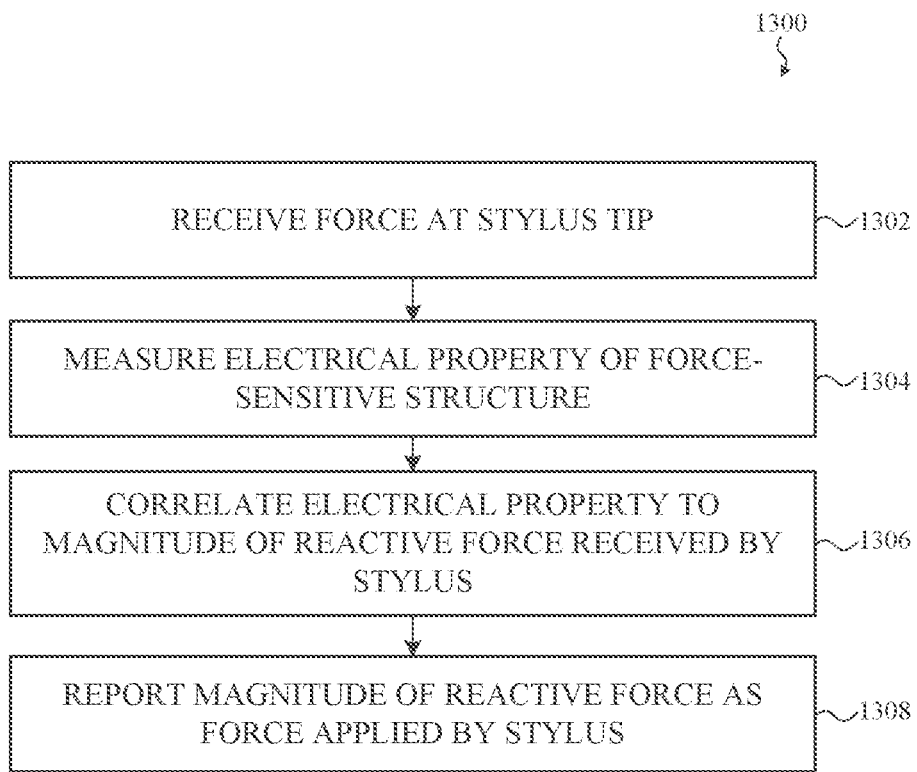 1300
RECEIVE FORCE AT STYLUS TIP
1302
MEASURE ELECTRICAL PROPERTY OF FORCE-
SENSITIVE STRUCTURE
1304
CORRELATE ELECTRICAL PROPERTY TO
MAGNITUDE OF REACTIVE FORCE RECEIVED BY
STYLUS
1306
REPORT MAGNITUDE OF REACTIVE FORCE AS
FORCE APPLIED BY STYLUS
1308